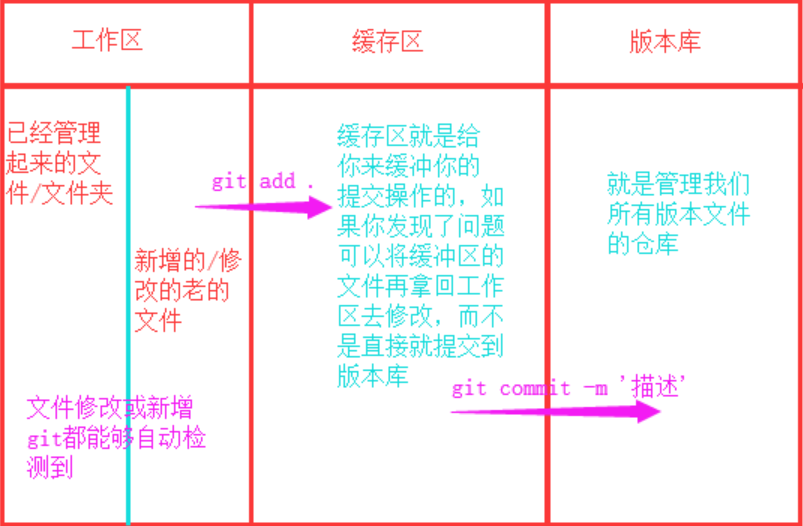 工作区
缓存区
版本库
已经管理
起来的文
件/文件夹
新增的/修
改的老的
文件
文件修改或新增
git都能够自动检
测到
git add .
缓存区就是给
你来缓冲你的
提交操作的，如
果你发现了问题
可以将缓冲区的
文件再拿回工作
区去修改，而不
是直接就提交到
版本库
git commit -m '描述'
就是管理我们
所有版本文件
的仓库